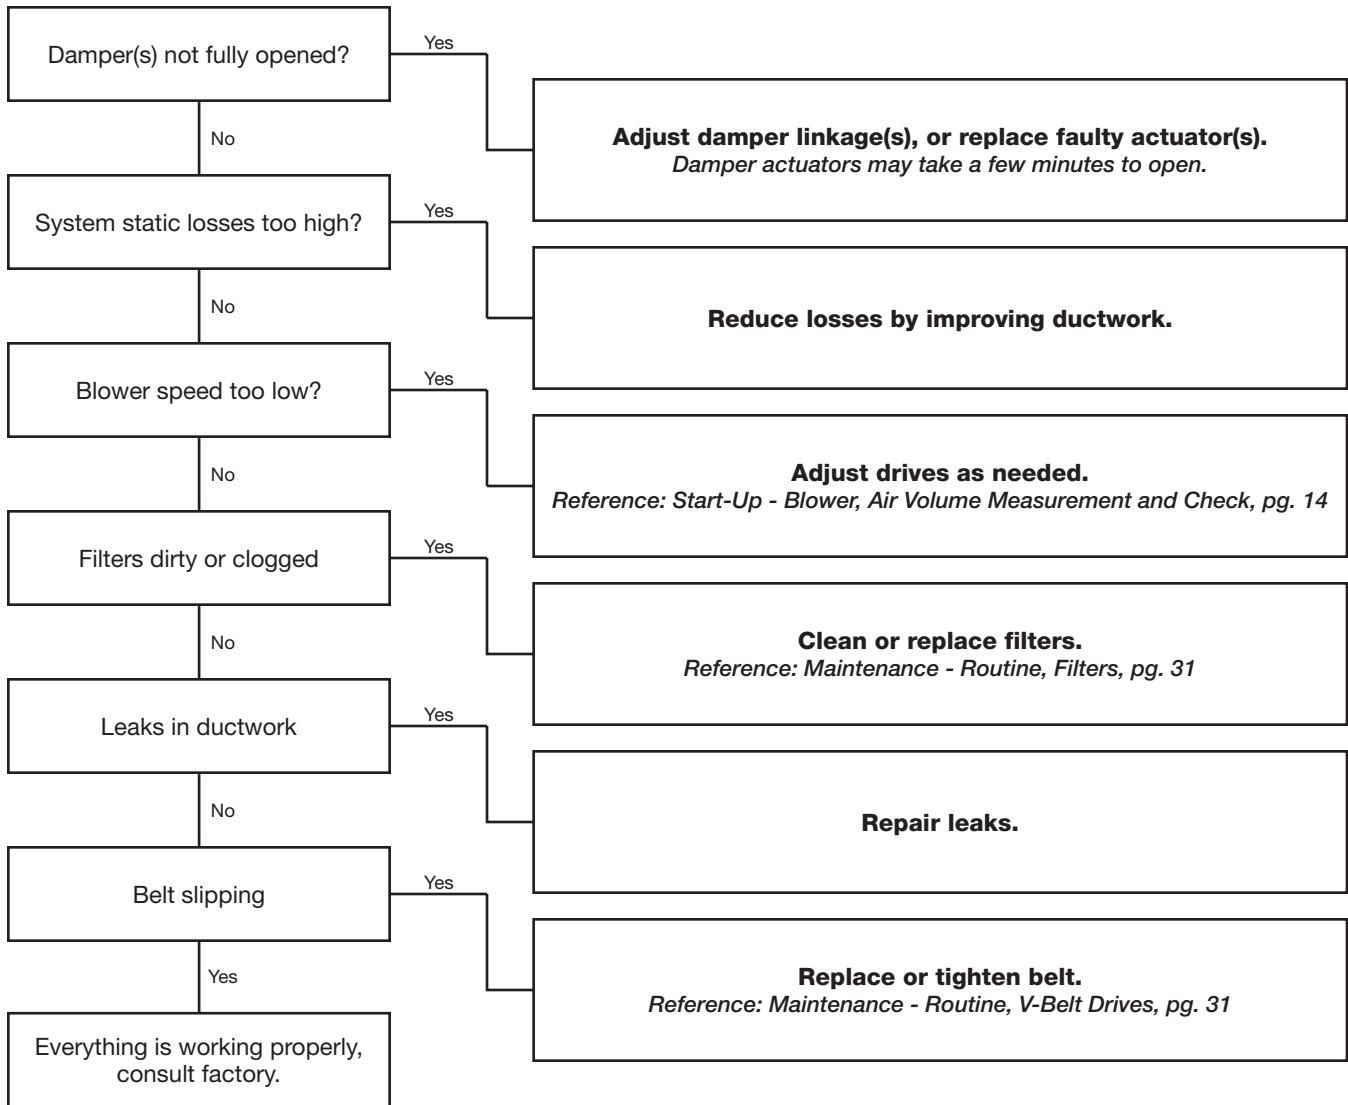 Damper(s) not fully opened?
Yes
Adjust damper linkage(s), or replace faulty actuator(s).
Damper actuators may take a few minutes to open.
No
System static losses too high?
Yes
Reduce losses by improving ductwork.
No
Blower speed too low?
Yes
Adjust drives as needed.
Reference: Start-Up - Blower, Air Volume Measurement and Check, pg. 14
No
Filters dirty or clogged
Yes
Clean or replace filters.
Reference: Maintenance - Routine, Filters, pg. 31
No
Leaks in ductwork
Yes
Repair leaks.
No
Belt slipping
Yes
Replace or tighten belt.
Reference: Maintenance - Routine, V-Belt Drives, pg. 31
Yes
Everything is working properly,
consult factory.